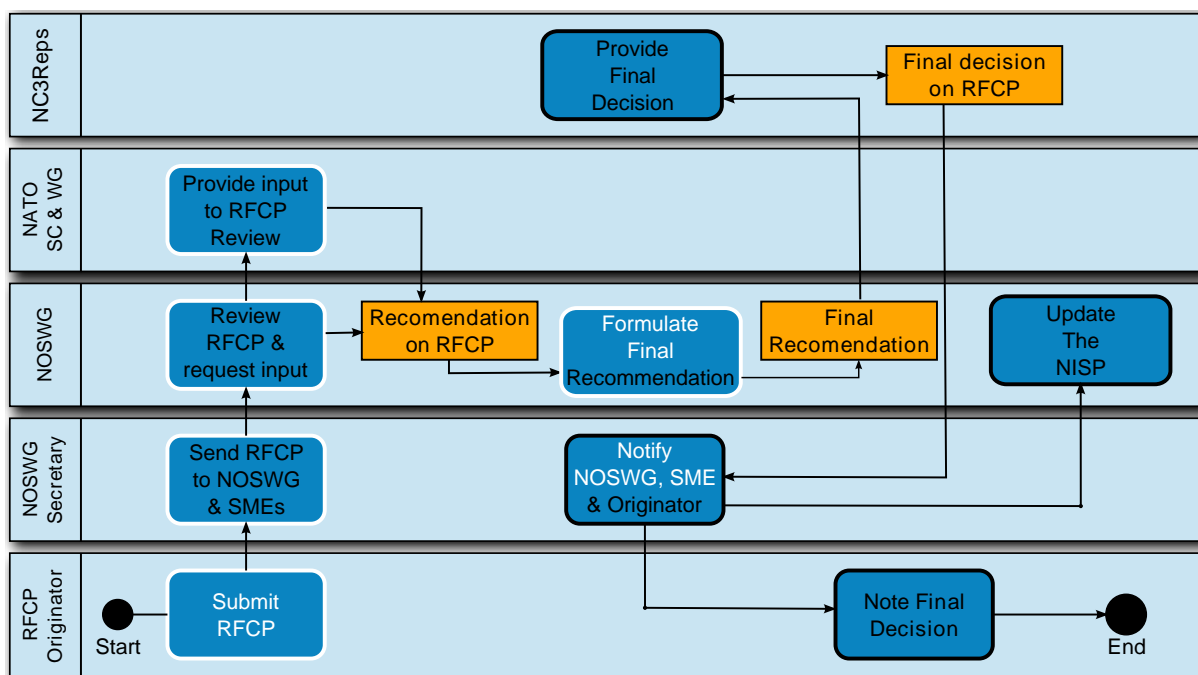 NC3Reps
Provide
Final
Decision
Final decision
on RFCP
NATO
SC & WG
Provide input
to RFCP
Review
NOSWG
Review
RFCP &
request input
Recomendation
on RFCP
Formulate
Final
Recommendation
Final
Recomendation
Update
The
NISP
NOSWG
Secretary
Send RFCP
to NOSWG
& SMEs
Notify
NOSWG, SME
& Originator
RFCP
Originator
Start
Submit
RFCP
Note Final
Decision
End